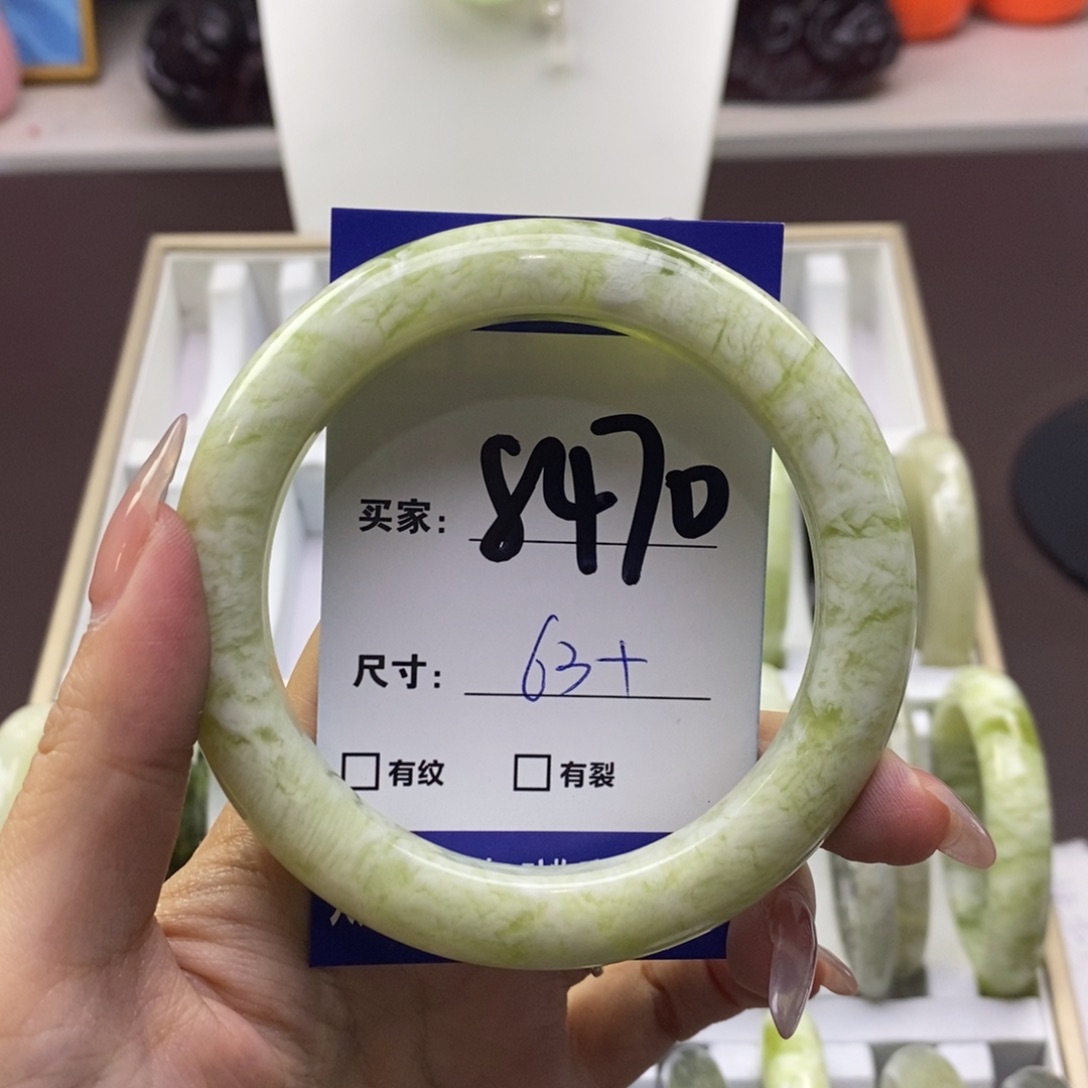 买家: 8470
尺寸: 63+
□有纹 □有裂